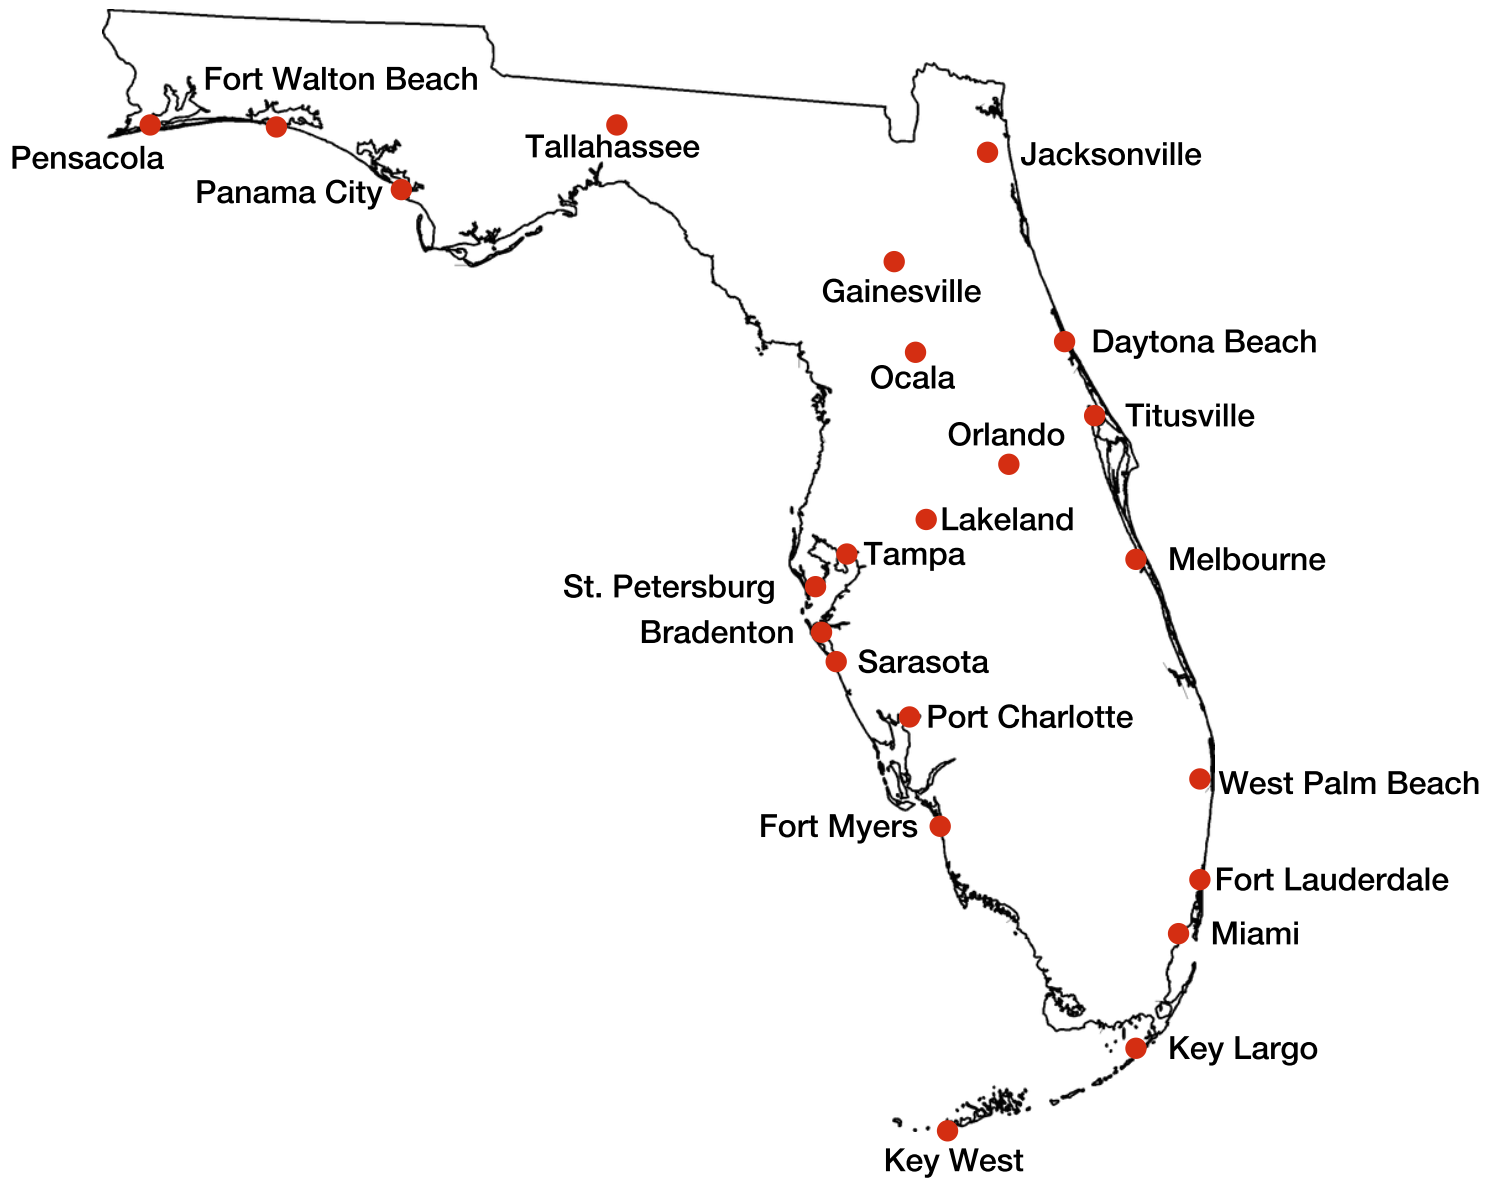 Fort Walton Beach
Pensacola
Tallahassee
Jacksonville
Panama City
Gainesville
Daytona Beach
Ocala
Titusville
Orlando
Lakeland
Tampa
Melbourne
St. Petersburg
Bradenton
Sarasota
Port Charlotte
West Palm Beach
Fort Myers
Fort Lauderdale
Miami
Key Largo
Key West